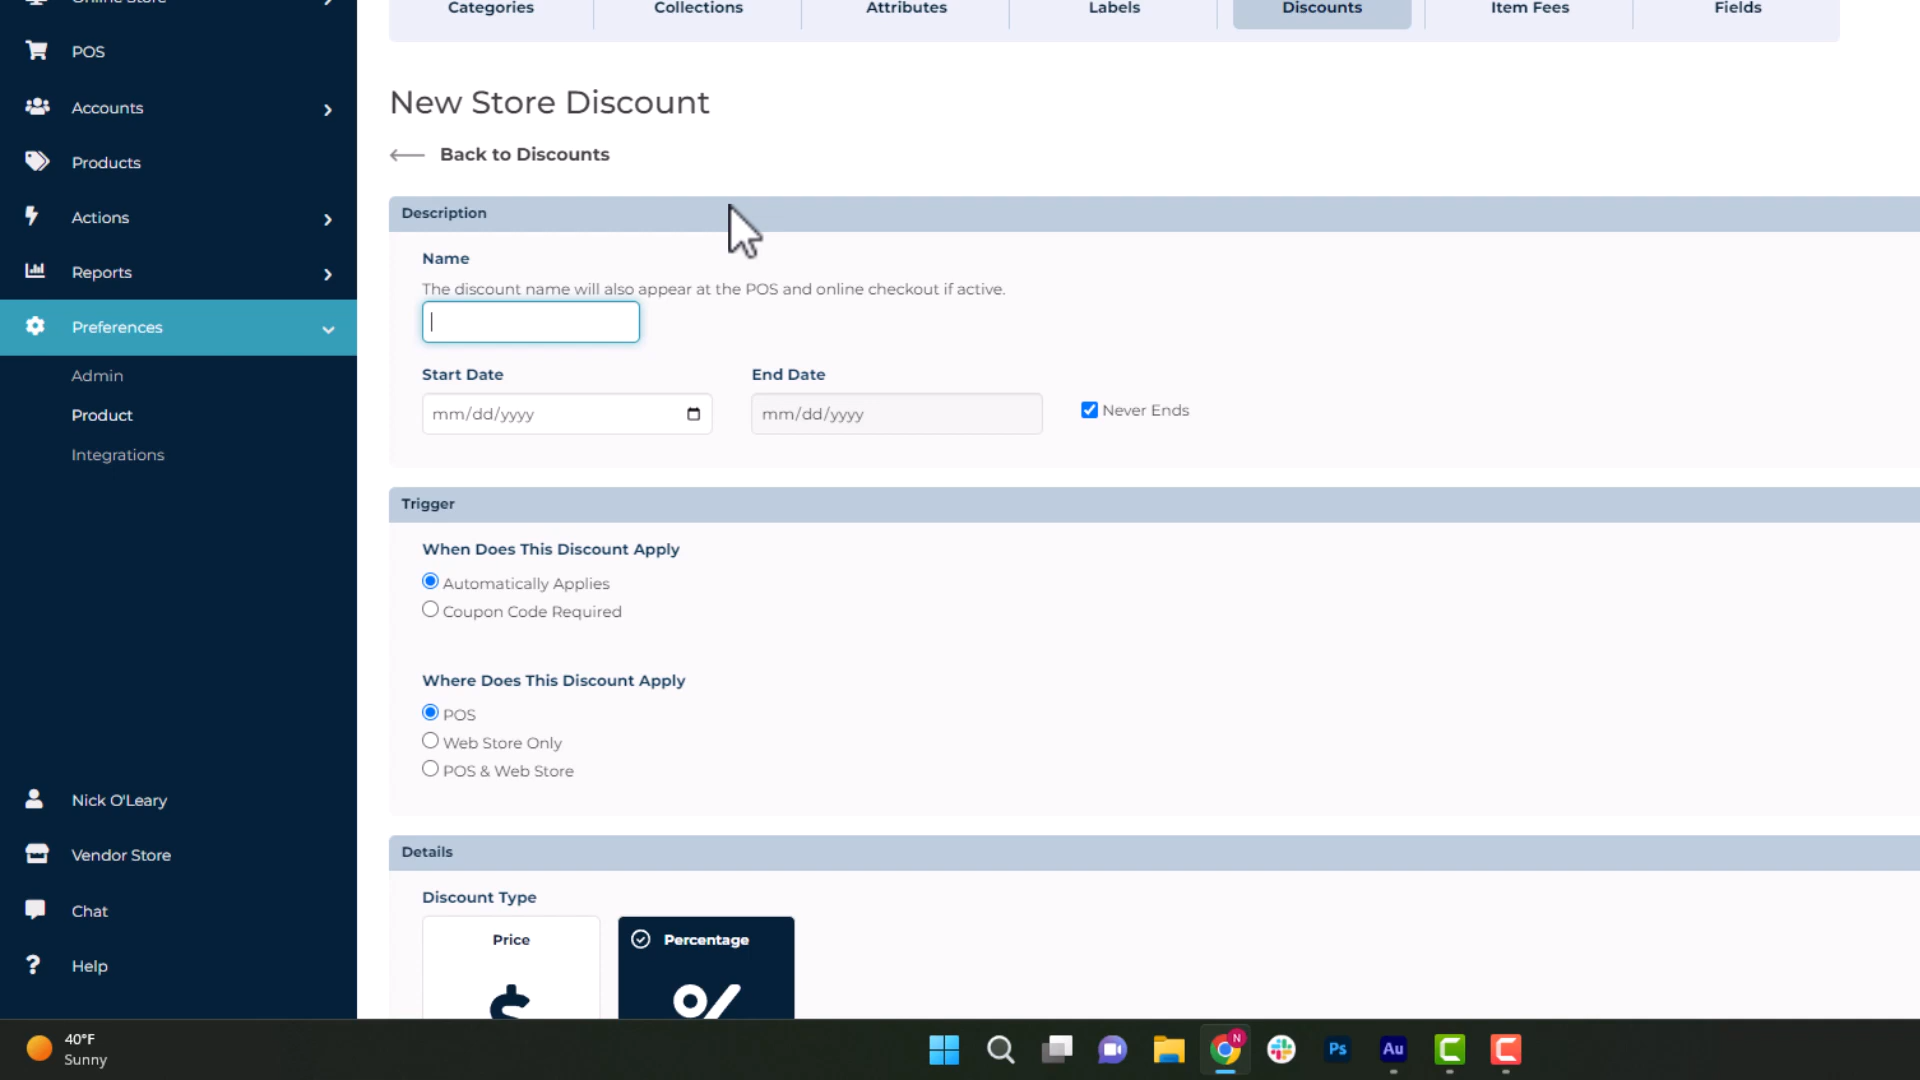 Online Store
POS
Accounts
Products
Actions
Reports
Preferences
Admin
Product
Integrations
Nick O'Leary
Vendor Store
Chat
Help
Categories
Collections
Attributes
Labels
Discounts
Item Fees
Fields
New Store Discount
Back to Discounts
Description
Name
The discount name will also appear at the POS and online checkout if active.
Start Date
End Date
mm/dd/yyyy
mm/dd/yyyy
Never Ends
Trigger
When Does This Discount Apply
Automatically Applies
Coupon Code Required
Where Does This Discount Apply
POS
Web Store Only
POS & Web Store
Details
Discount Type
Price
Percentage
$
%
40°F
Sunny
N
Ps
Au
C
C